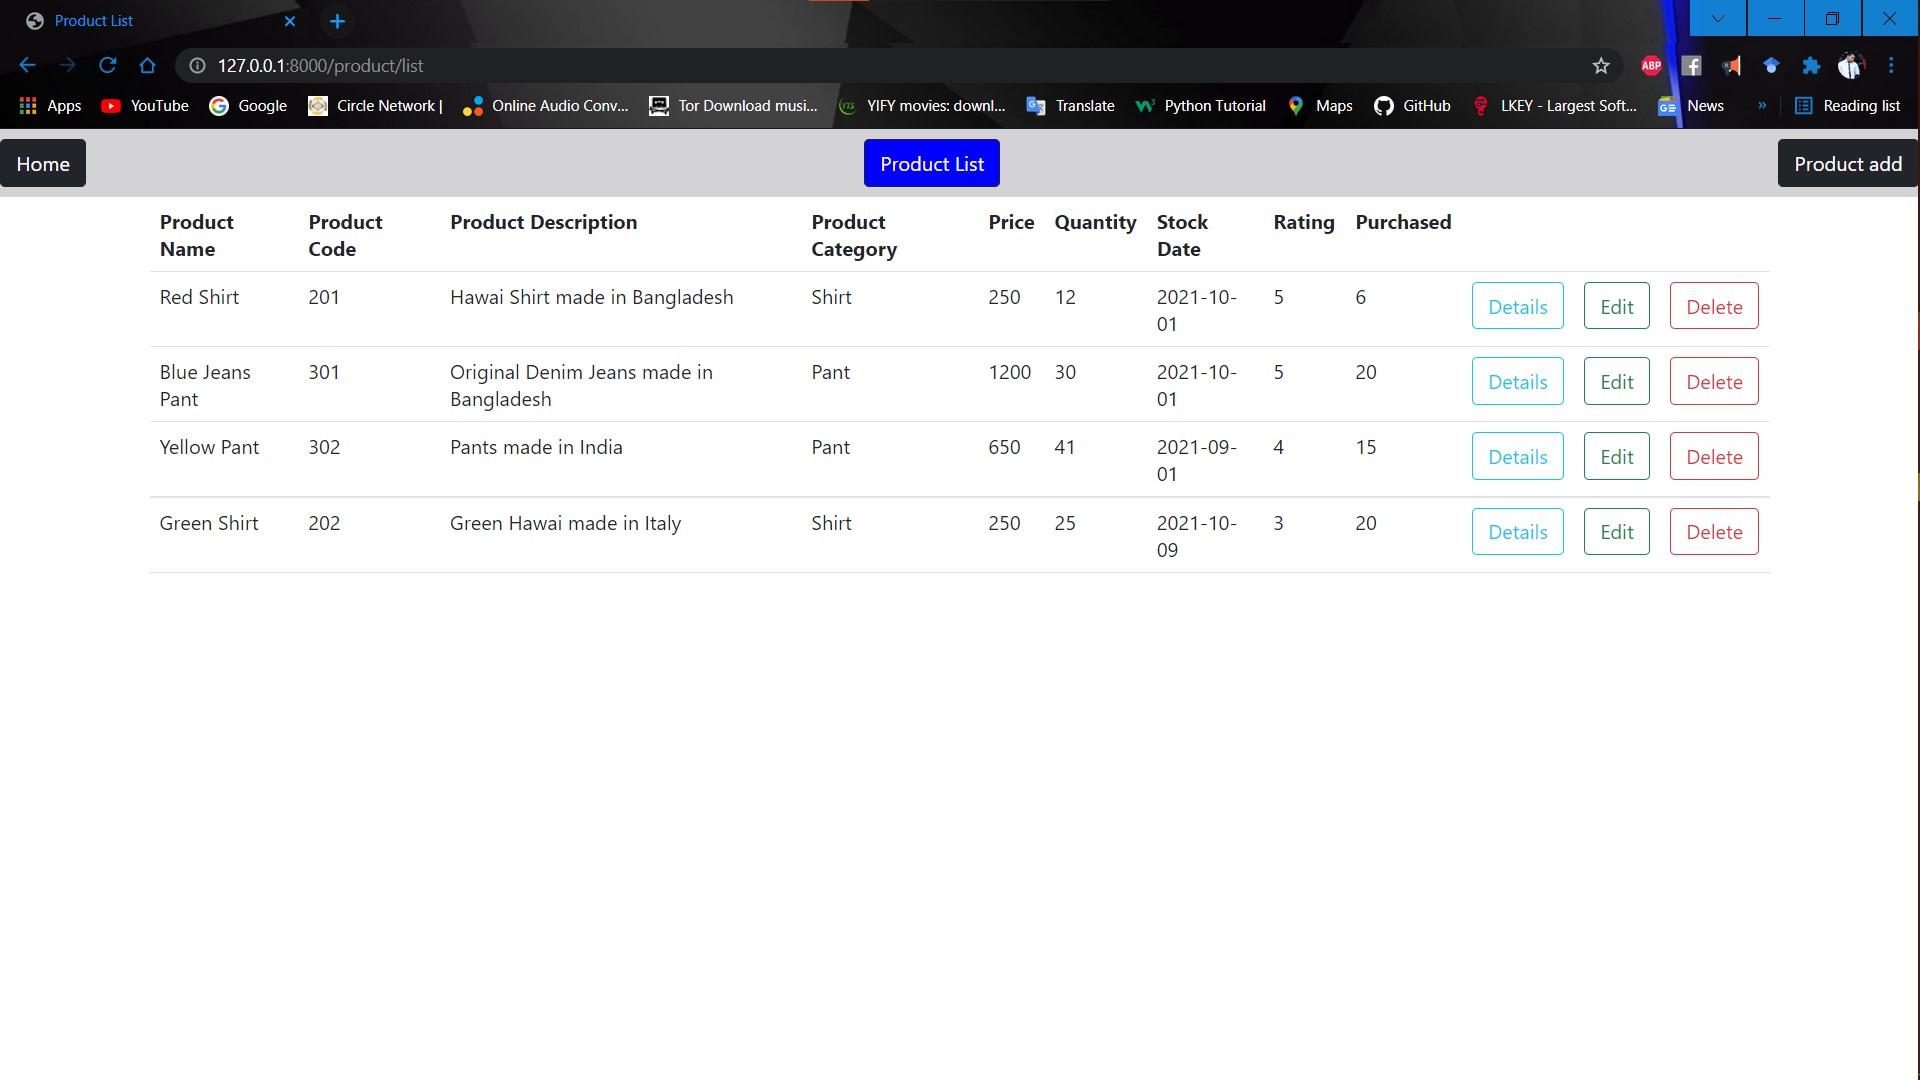 Product List
127.0.0.1:8000/product/list
ABP
Apps YouTube Google Circle Network | Online Audio Conv... Tor Download musi... YIFY movies: downl... Translate Python Tutorial Maps GitHub LKEY - Largest Soft... News » Reading list
Home Product List Product add
Product Name Product Code Product Description Product Category Price Quantity Stock Date Rating Purchased
Red Shirt 201 Hawai Shirt made in Bangladesh Shirt 250 12 2021-10-01 5 6 Details Edit Delete
Blue Jeans Pant 301 Original Denim Jeans made in Bangladesh Pant 1200 30 2021-10-01 5 20 Details Edit Delete
Yellow Pant 302 Pants made in India Pant 650 41 2021-09-01 4 15 Details Edit Delete
Green Shirt 202 Green Hawai made in Italy Shirt 250 25 2021-10-09 3 20 Details Edit Delete